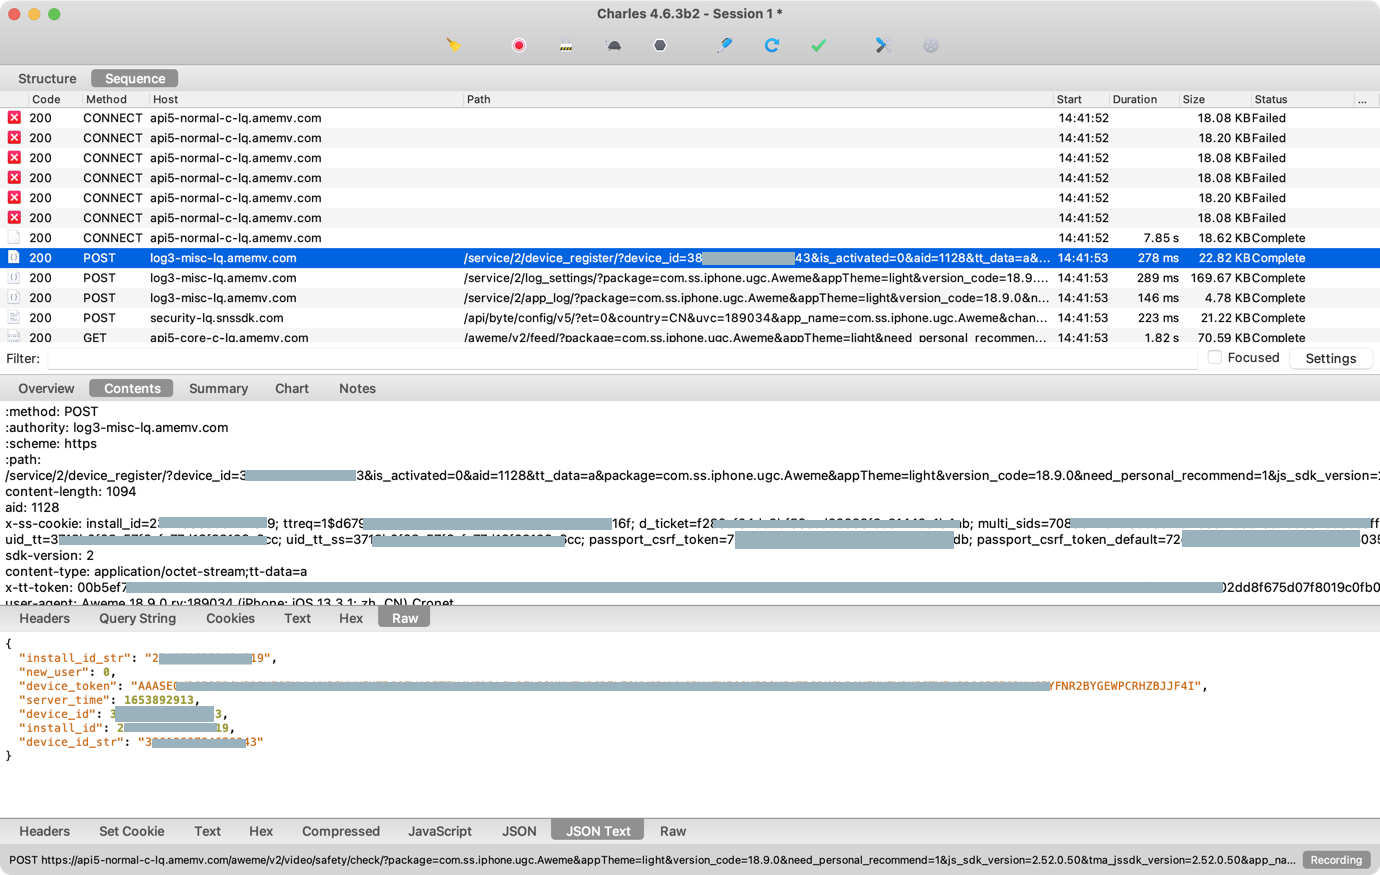 Charles 4.6.3b2 - Session 1 *
Structure Sequence
Code Method Host Path Start Duration Size Status ...
200 CONNECT api5-normal-c-lq.amemv.com 14:41:52 18.08 KB Failed
200 CONNECT api5-normal-c-lq.amemv.com 14:41:52 18.20 KB Failed
200 CONNECT api5-normal-c-lq.amemv.com 14:41:52 18.08 KB Failed
200 CONNECT api5-normal-c-lq.amemv.com 14:41:52 18.08 KB Failed
200 CONNECT api5-normal-c-lq.amemv.com 14:41:52 18.20 KB Failed
200 CONNECT api5-normal-c-lq.amemv.com 14:41:52 18.08 KB Failed
200 CONNECT api5-normal-c-lq.amemv.com 14:41:52 7.85 s 18.62 KB Complete
200 POST log3-misc-lq.amemv.com /service/2/device_register/?device_id=38 43&is_activated=0&aid=1128&tt_data=a&... 14:41:53 278 ms 22.82 KB Complete
200 POST log3-misc-lq.amemv.com /service/2/log_settings/?package=com.ss.iphone.ugc.Aweme&appTheme=light&version_code=18.9.... 14:41:53 289 ms 169.67 KB Complete
200 POST log3-misc-lq.amemv.com /service/2/app_log/?package=com.ss.iphone.ugc.Aweme&appTheme=light&version_code=18.9.0&n... 14:41:53 146 ms 4.78 KB Complete
200 POST security-lq.snssdk.com /api/byte/config/v5/?et=0&country=CN&uvc=189034&app_name=com.ss.iphone.ugc.Aweme&chan... 14:41:53 223 ms 21.22 KB Complete
200 GET api5-core-c-lq.amemv.com /aweme/v2/feed/?package=com.ss.iphone.ugc.Aweme&appTheme=light&need_personal_recommen... 14:41:53 1.82 s 70.59 KB Complete
Filter: Focused Settings
Overview Contents Summary Chart Notes
:method: POST
:authority: log3-misc-lq.amemv.com
:scheme: https
:path:
/service/2/device_register/?device_id=3 3&is_activated=0&aid=1128&tt_data=a&package=com.ss.iphone.ugc.Aweme&appTheme=light&version_code=18.9.0&need_personal_recommend=1&js_sdk_version=2
content-length: 1094
aid: 1128
x-ss-cookie: install_id=2 9; ttreq=1$d679 16f; d_ticket=f2 ab; multi_sids=708 ff
uid_tt=3 cc; uid_tt_ss=371 6cc; passport_csrf_token=7 db; passport_csrf_token_default=72 035
sdk-version: 2
content-type: application/octet-stream;tt-data=a
x-tt-token: 00b5ef7 02dd8f675d07f8019c0fb0
user-agent: Aweme 18.9.0 rv:189034 (iPhone; iOS 13.3.1; zh_CN) Cronet
Headers Query String Cookies Text Hex Raw
{
"install_id_str": "2 19",
"new_user": 0,
"device_token": "AAASE YFNR2BYGEWPCRHZBJJF4I",
"server_time": 1653892913,
"device_id": 3 3,
"install_id": 2 19,
"device_id_str": "3 43"
}
Headers Set Cookie Text Hex Compressed JavaScript JSON JSON Text Raw
POST https://api5-normal-c-lq.amemv.com/aweme/v2/video/safety/check/?package=com.ss.iphone.ugc.Aweme&appTheme=light&version_code=18.9.0&need_personal_recommend=1&js_sdk_version=2.52.0.50&tma_jssdk_version=2.52.0.50&app_na... Recording